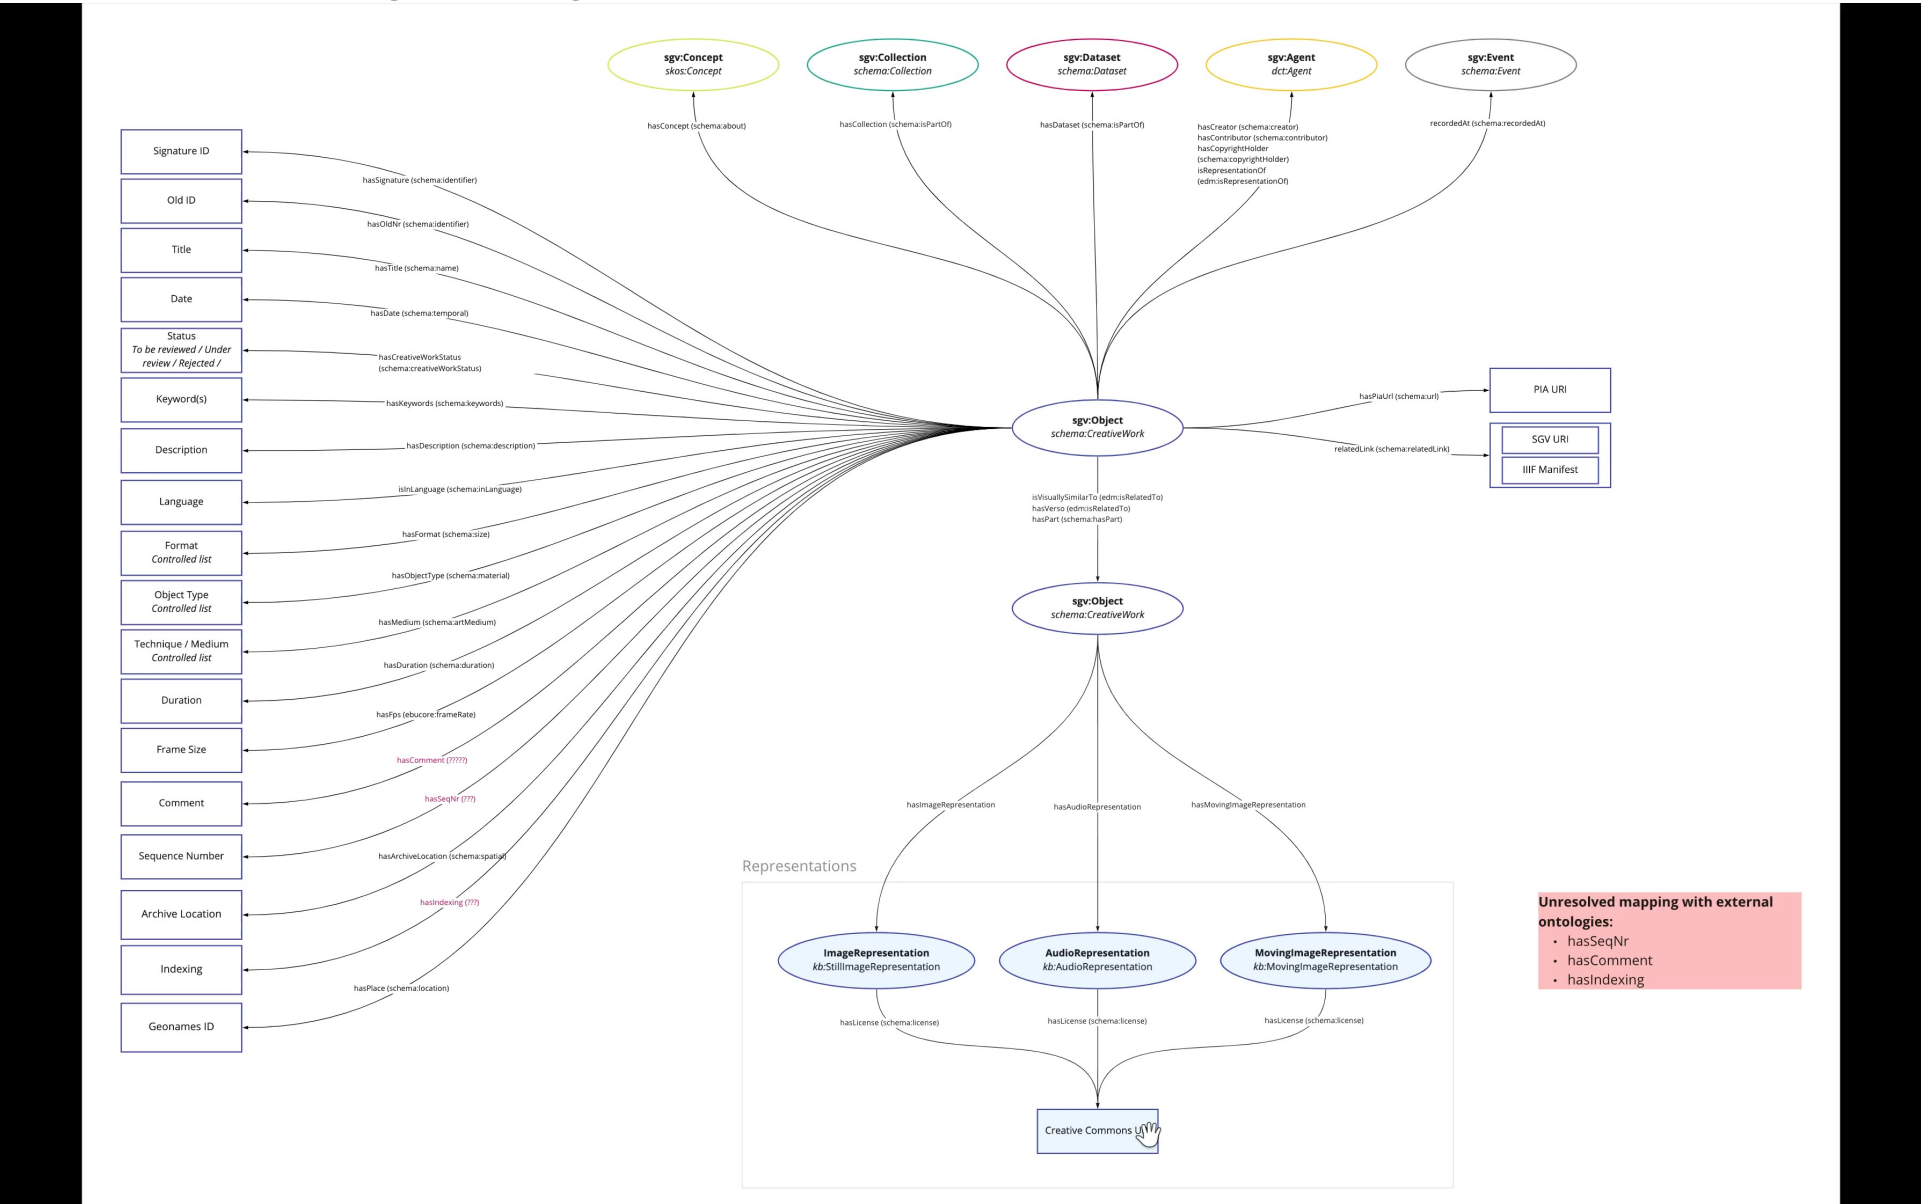 sgv:Concept
skos:Concept
sgv:Collection
schema:Collection
sgv:Dataset
schema:Dataset
sgv:Agent
dct:Agent
sgv:Event
schema:Event
hasConcept (schema:about)
hasCollection (schema:isPartOf)
hasDataset (schema:isPartOf)
hasCreator (schema:creator)
hasContributor (schema:contributor)
hasCopyrightHolder
(schema:copyrightHolder)
isRepresentationOf
(edm:isRepresentationOf)
recordedAt (schema:recordedAt)
Signature ID
hasSignature (schema:identifier)
Old ID
hasOldNr (schema:identifier)
Title
hasTitle (schema:name)
Date
hasDate (schema:temporal)
Status
To be reviewed / Under
review / Rejected /
hasCreativeWorkStatus
(schema:creativeWorkStatus)
Keyword(s)
hasKeywords (schema:keywords)
Description
hasDescription (schema:description)
Language
isInLanguage (schema:inLanguage)
Format
Controlled list
hasFormat (schema:size)
Object Type
Controlled list
hasObjectType (schema:material)
Technique / Medium
Controlled list
hasMedium (schema:artMedium)
Duration
hasDuration (schema:duration)
Frame Size
hasFps (ebucore:frameRate)
Comment
hasComment (?????)
Sequence Number
hasSeqNr (???)
Archive Location
hasArchiveLocation (schema:spatial)
Indexing
hasIndexing (???)
Geonames ID
hasPlace (schema:location)
sgv:Object
schema:CreativeWork
hasPiaUrl (schema:url)
PIA URI
relatedLink (schema:relatedLink)
SGV URI
IIIF Manifest
isVisuallySimilarTo (edm:isRelatedTo)
hasVerso (edm:isRelatedTo)
hasPart (schema:hasPart)
sgv:Object
schema:CreativeWork
hasImageRepresentation
hasAudioRepresentation
hasMovingImageRepresentation
Representations
ImageRepresentation
kb:StillImageRepresentation
AudioRepresentation
kb:AudioRepresentation
MovingImageRepresentation
kb:MovingImageRepresentation
hasLicense (schema:license)
hasLicense (schema:license)
hasLicense (schema:license)
Creative Commons
Unresolved mapping with external
ontologies:
• hasSeqNr
• hasComment
• hasIndexing